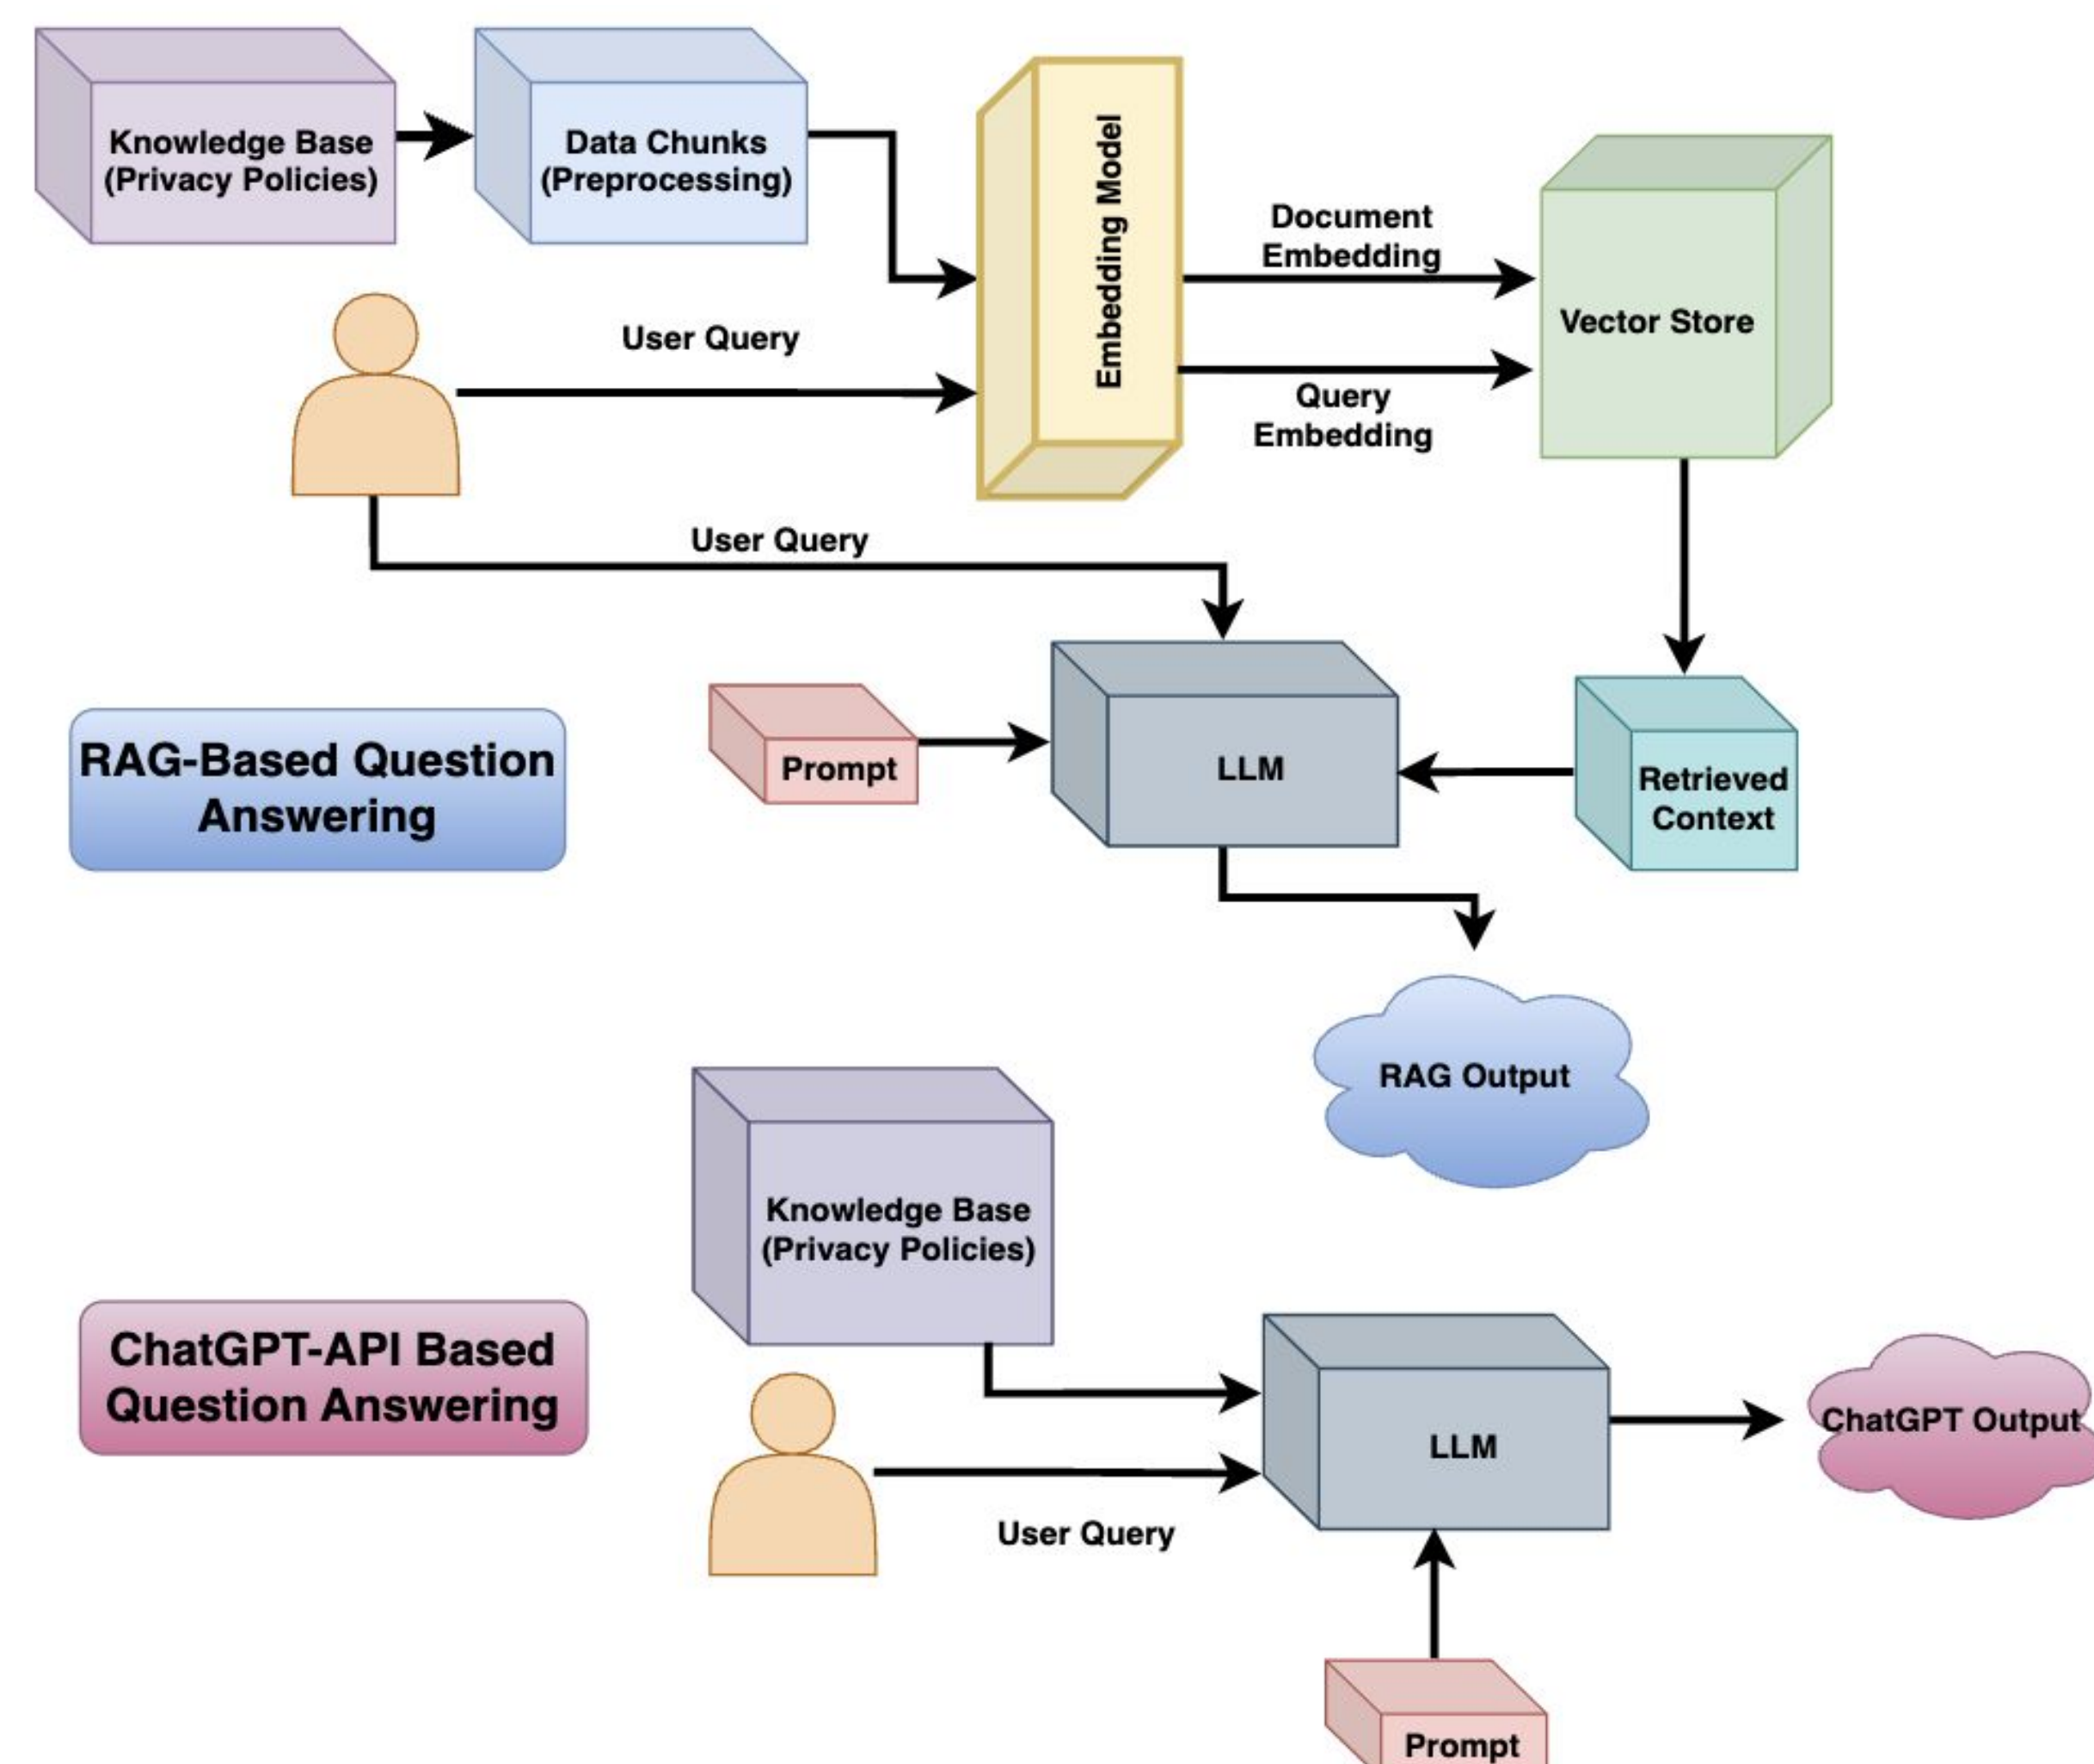 Knowledge Base
(Privacy Policies)
Data Chunks
(Preprocessing)
Embedding Model
Document
Embedding
Vector Store
User Query
Query
Embedding
User Query
RAG-Based Question
Answering
Prompt
LLM
Retrieved
Context
RAG Output
Knowledge Base
(Privacy Policies)
ChatGPT-API Based
Question Answering
LLM
ChatGPT Output
User Query
Prompt